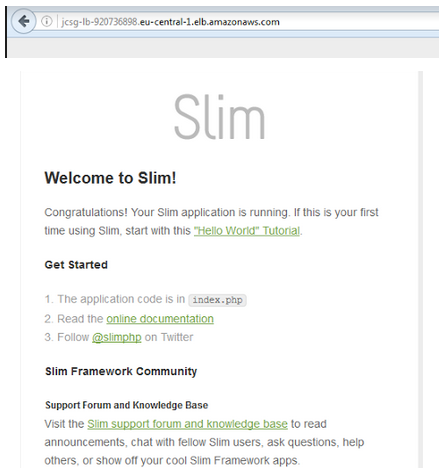 jcsg-lb-920736898.eu-central-1.elb.amazonaws.com
Slim
Welcome to Slim!
Congratulations! Your Slim application is running. If this is your first
time using Slim, start with this "Hello World" Tutorial.
Get Started
1. The application code is in index.php
2. Read the online documentation
3. Follow @slimphp on Twitter
Slim Framework Community
Support Forum and Knowledge Base
Visit the Slim support forum and knowledge base to read
announcements, chat with fellow Slim users, ask questions, help
others, or show off your cool Slim Framework apps.